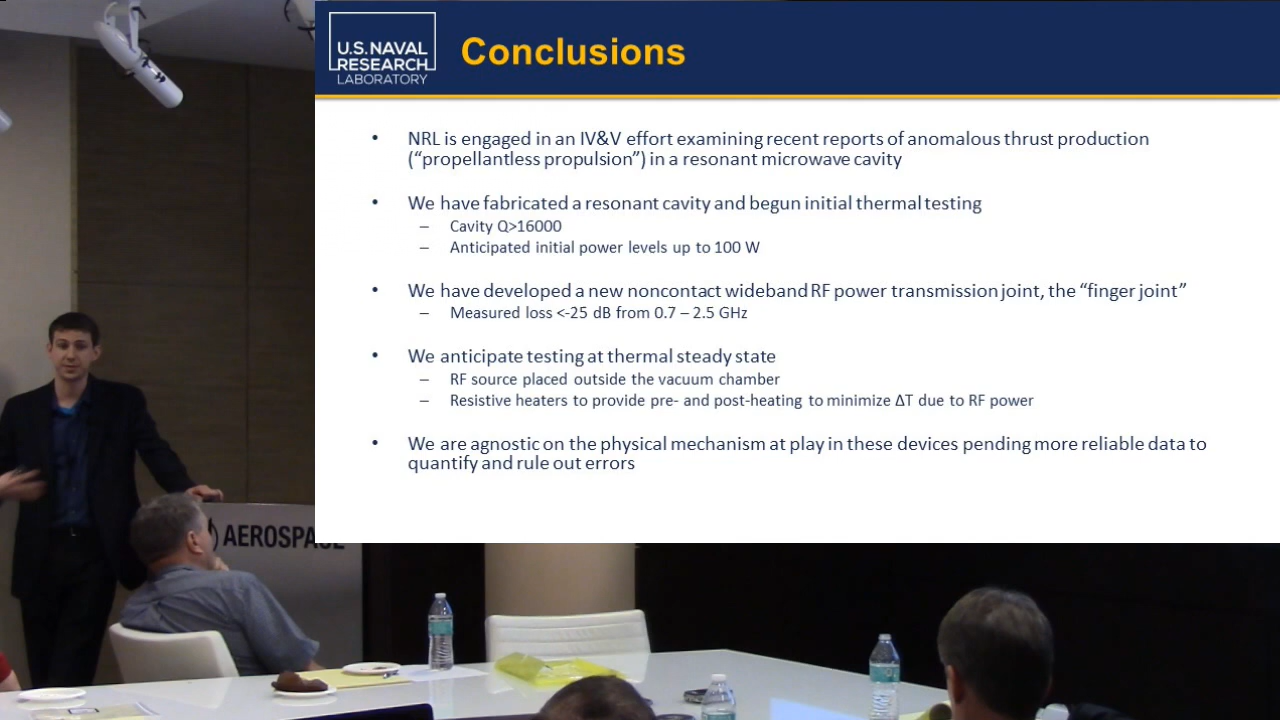 U.S. NAVAL
RESEARCH
LABORATORY
Conclusions
• NRL is engaged in an IV&V effort examining recent reports of anomalous thrust production
("propellantless propulsion") in a resonant microwave cavity
• We have fabricated a resonant cavity and begun initial thermal testing
– Cavity Q>16000
– Anticipated initial power levels up to 100 W
• We have developed a new noncontact wideband RF power transmission joint, the "finger joint"
– Measured loss <-25 dB from 0.7 – 2.5 GHz
• We anticipate testing at thermal steady state
– RF source placed outside the vacuum chamber
– Resistive heaters to provide pre- and post-heating to minimize ΔT due to RF power
• We are agnostic on the physical mechanism at play in these devices pending more reliable data to
quantify and rule out errors
AEROSPACE